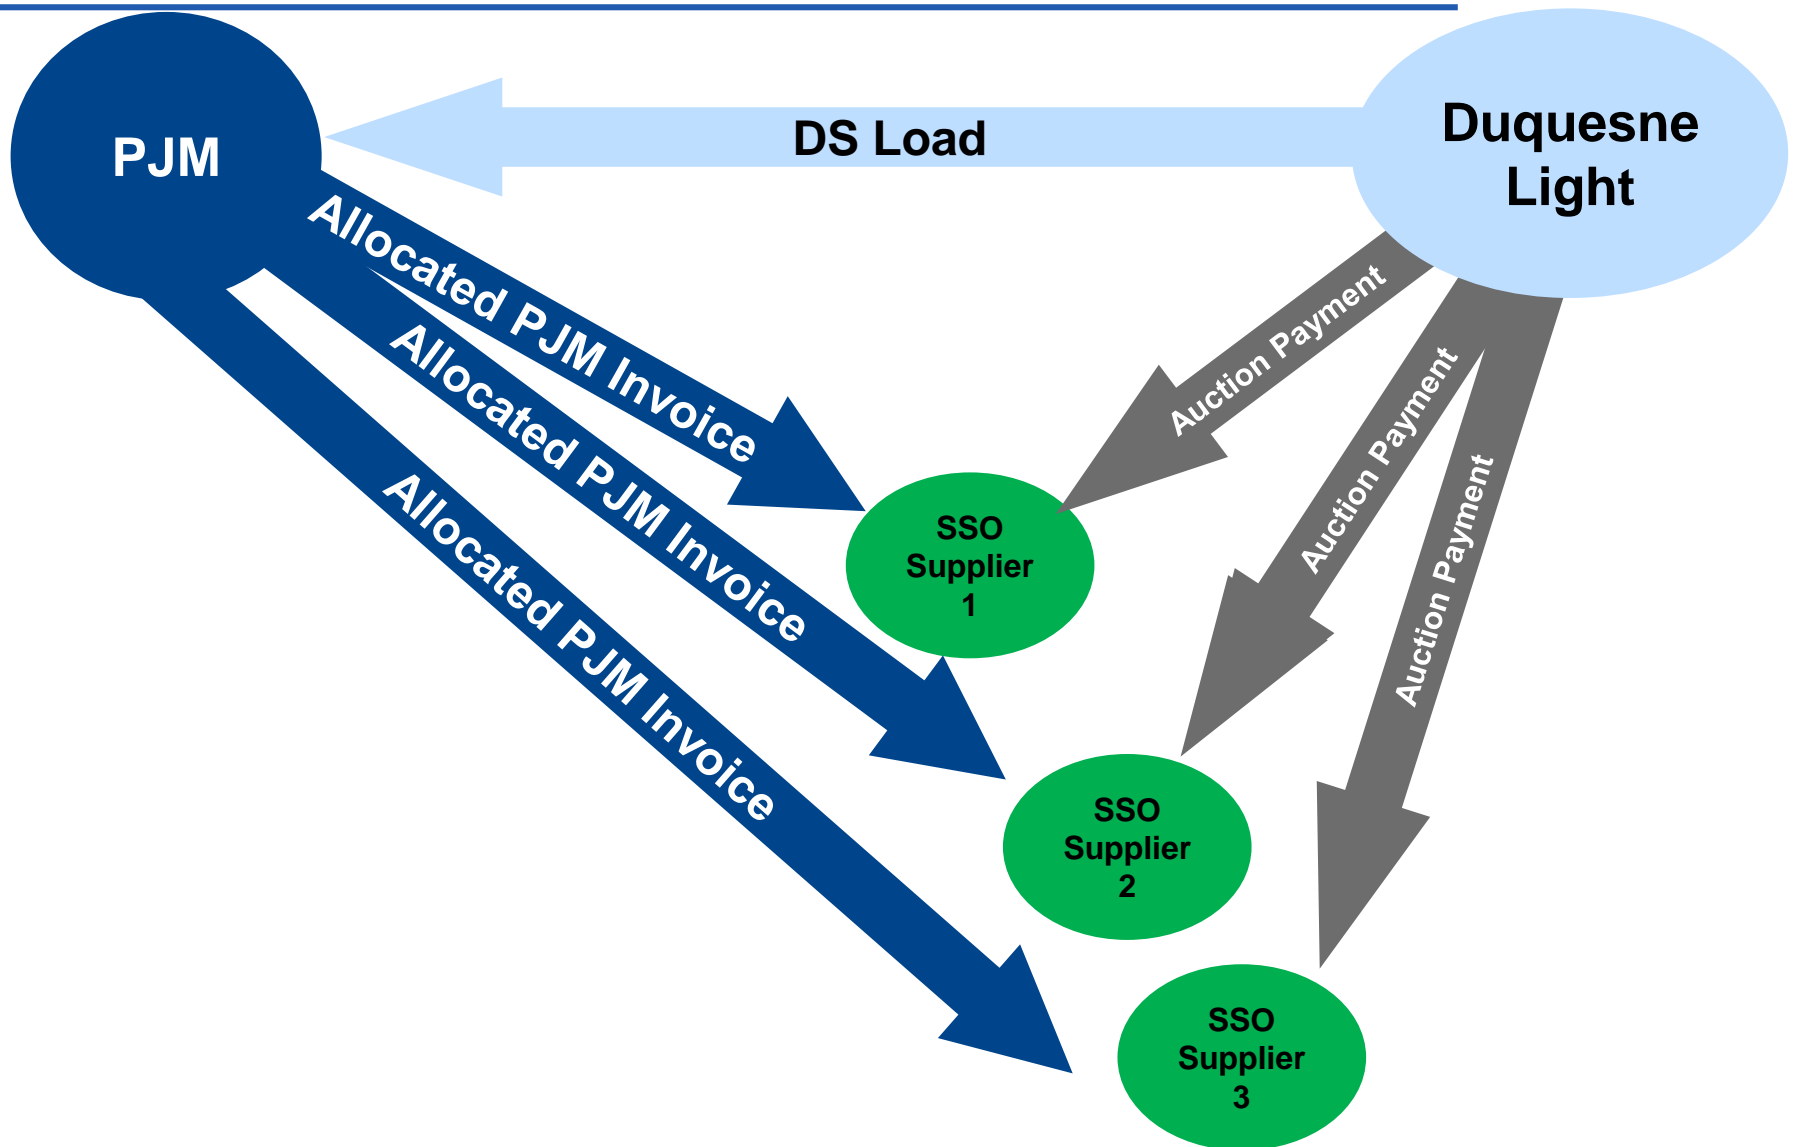 PJM
DS Load
Duquesne
Light
Allocated PJM Invoice
Allocated PJM Invoice
Allocated PJM Invoice
Auction Payment
Auction Payment
Auction Payment
SSO
Supplier
1
SSO
Supplier
2
SSO
Supplier
3